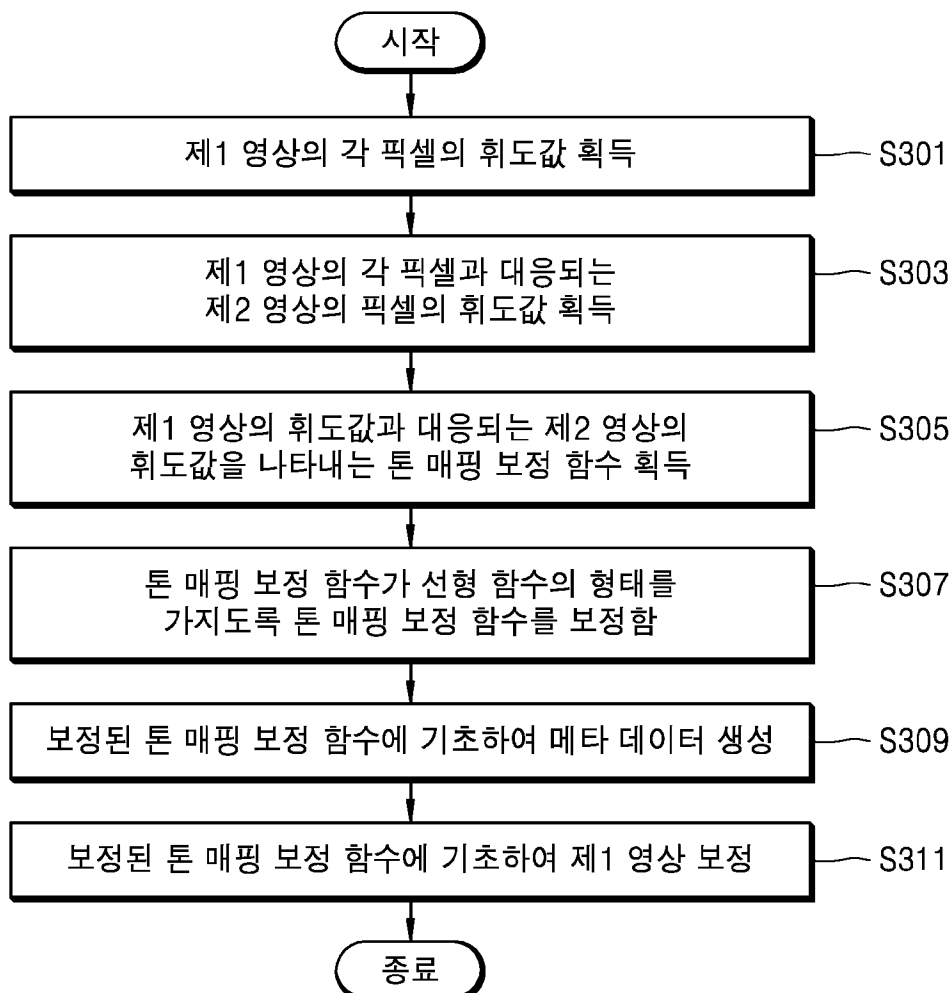 시작
제1 영상의 각 픽셀의 휘도값 획득
S301
제1 영상의 각 픽셀과 대응되는
제2 영상의 픽셀의 휘도값 획득
S303
제1 영상의 휘도값과 대응되는 제2 영상의
휘도값을 나타내는 톤 매핑 보정 함수 획득
S305
톤 매핑 보정 함수가 선형 함수의 형태를
가지도록 톤 매핑 보정 함수를 보정함
S307
보정된 톤 매핑 보정 함수에 기초하여 메타 데이터 생성
S309
보정된 톤 매핑 보정 함수에 기초하여 제1 영상 보정
S311
종료